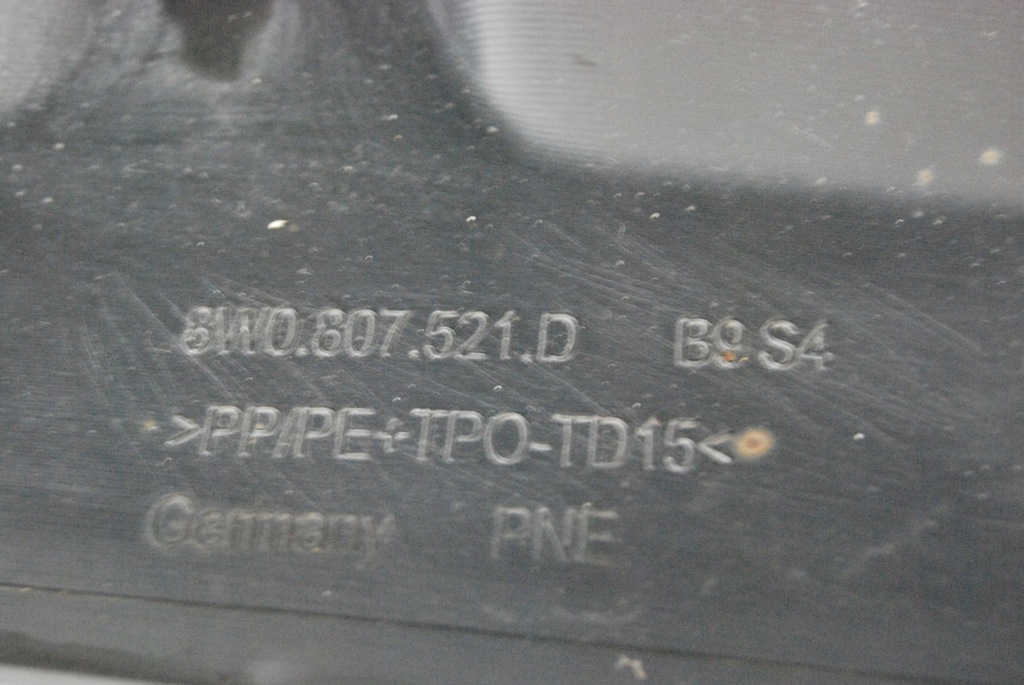 8W0.807.521.D B9 S4
>PP/PE+TPO-TD15<
Germany PNE